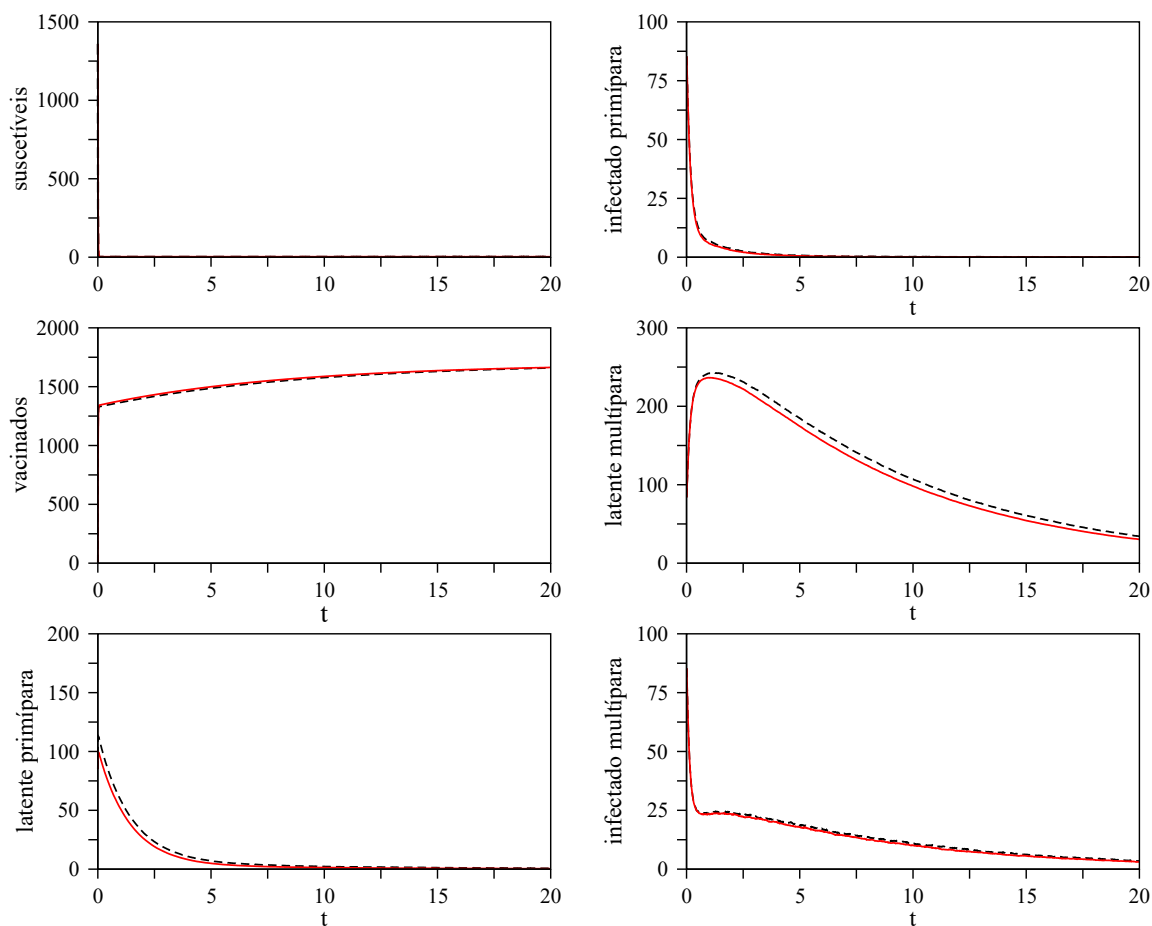 suscetíveis
1500
1000
500
0
0 5 10 15 20
infectado primípara
100
75
50
25
0
0 5 10 15 20
t
vacinados
2000
1500
1000
500
0
0 5 10 15 20
t
latente multípara
300
200
100
0
0 5 10 15 20
t
latente primípara
200
150
100
50
0
0 5 10 15 20
t
infectado multípara
100
75
50
25
0
0 5 10 15 20
t